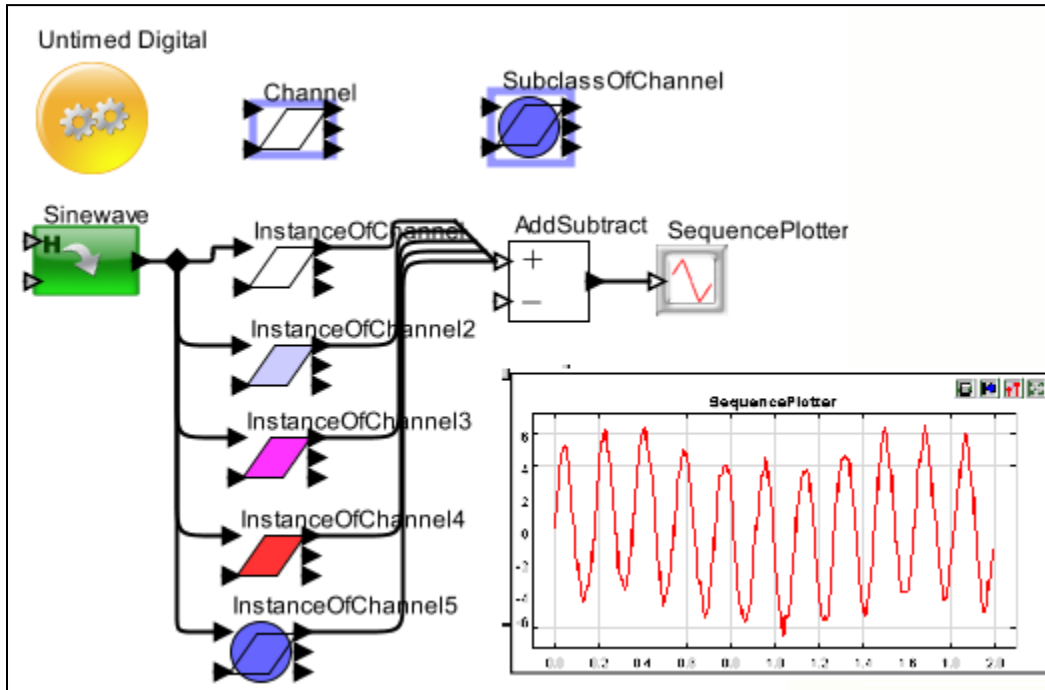 Untimed Digital
Channel
SubclassOfChannel
Sinewave
H
InstanceOfChannel
AddSubtract
SequencePlotter
+
−
InstanceOfChannel2
InstanceOfChannel3
InstanceOfChannel4
InstanceOfChannel5
SequencePlotter
6
4
2
0
-2
-4
-6
0.0 0.2 0.4 0.6 0.8 1.0 1.2 1.4 1.6 1.8 2.0